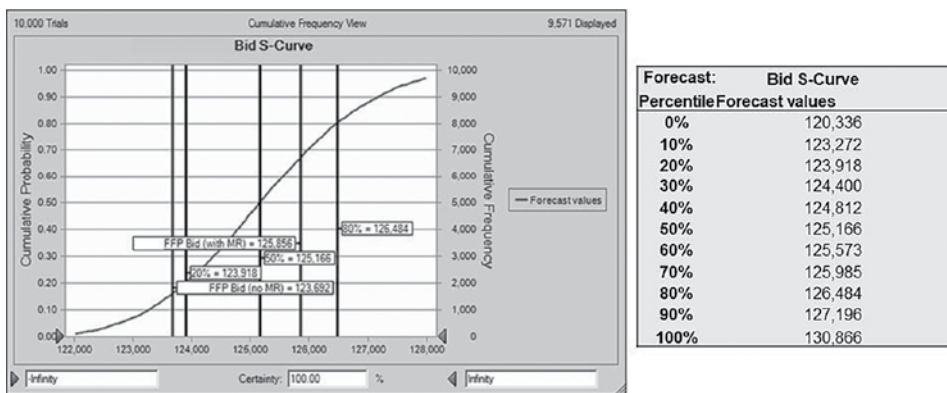 10,000 Trials Cumulative Frequency View 9,571 Displayed
Bid S-Curve
Cumulative Probability
1.00
0.90
0.80
0.70
0.60
0.50
0.40
0.30
0.20
0.10
0.00
10,000
9,000
8,000
7,000
6,000
5,000
4,000
3,000
2,000
1,000
0
Cumulative Frequency
Forecast values
80% = 126,484
FFP Bid (with MR) = 125,856
50% = 125,166
20% = 123,918
FFP Bid (no MR) = 123,692
122,000 123,000 124,000 125,000 126,000 127,000 128,000
-Infinity Certainty: 100.00 % Infinity
Forecast: Bid S-Curve
Percentile Forecast values
0% 120,336
10% 123,272
20% 123,918
30% 124,400
40% 124,812
50% 125,166
60% 125,573
70% 125,985
80% 126,484
90% 127,196
100% 130,866